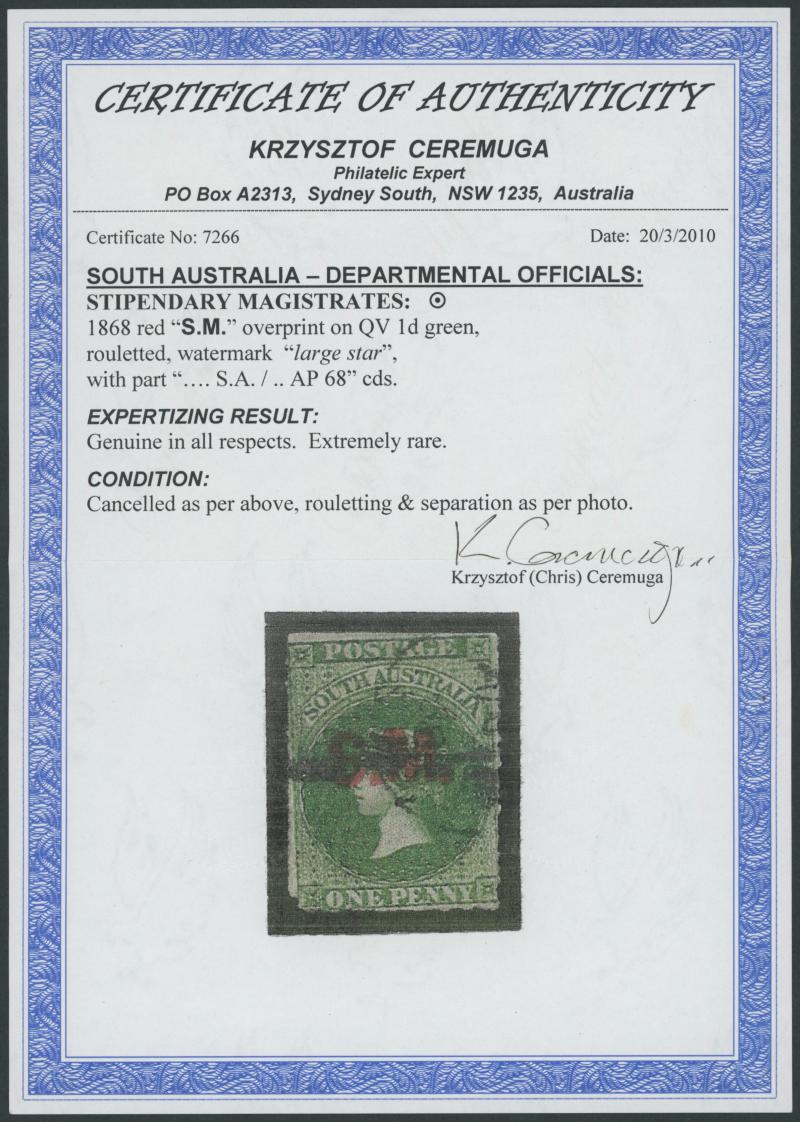 CERTIFICATE OF AUTHENTICITY
KRZYSZTOF CEREMUGA
Philatelic Expert
PO Box A2313, Sydney South, NSW 1235, Australia
Certificate No: 7266 Date: 20/3/2010
SOUTH AUSTRALIA – DEPARTMENTAL OFFICIALS:
STIPENDARY MAGISTRATES: ☉
1868 red “S.M.” overprint on QV 1d green,
rouletted, watermark “large star”,
with part “…. S.A. / .. AP 68” cds.
EXPERTIZING RESULT:
Genuine in all respects. Extremely rare.
CONDITION:
Cancelled as per above, rouletting & separation as per photo.
K. Ceremuga
Krzysztof (Chris) Ceremuga
POSTAGE
SOUTH AUSTRALIA
S.M.
ONE PENNY